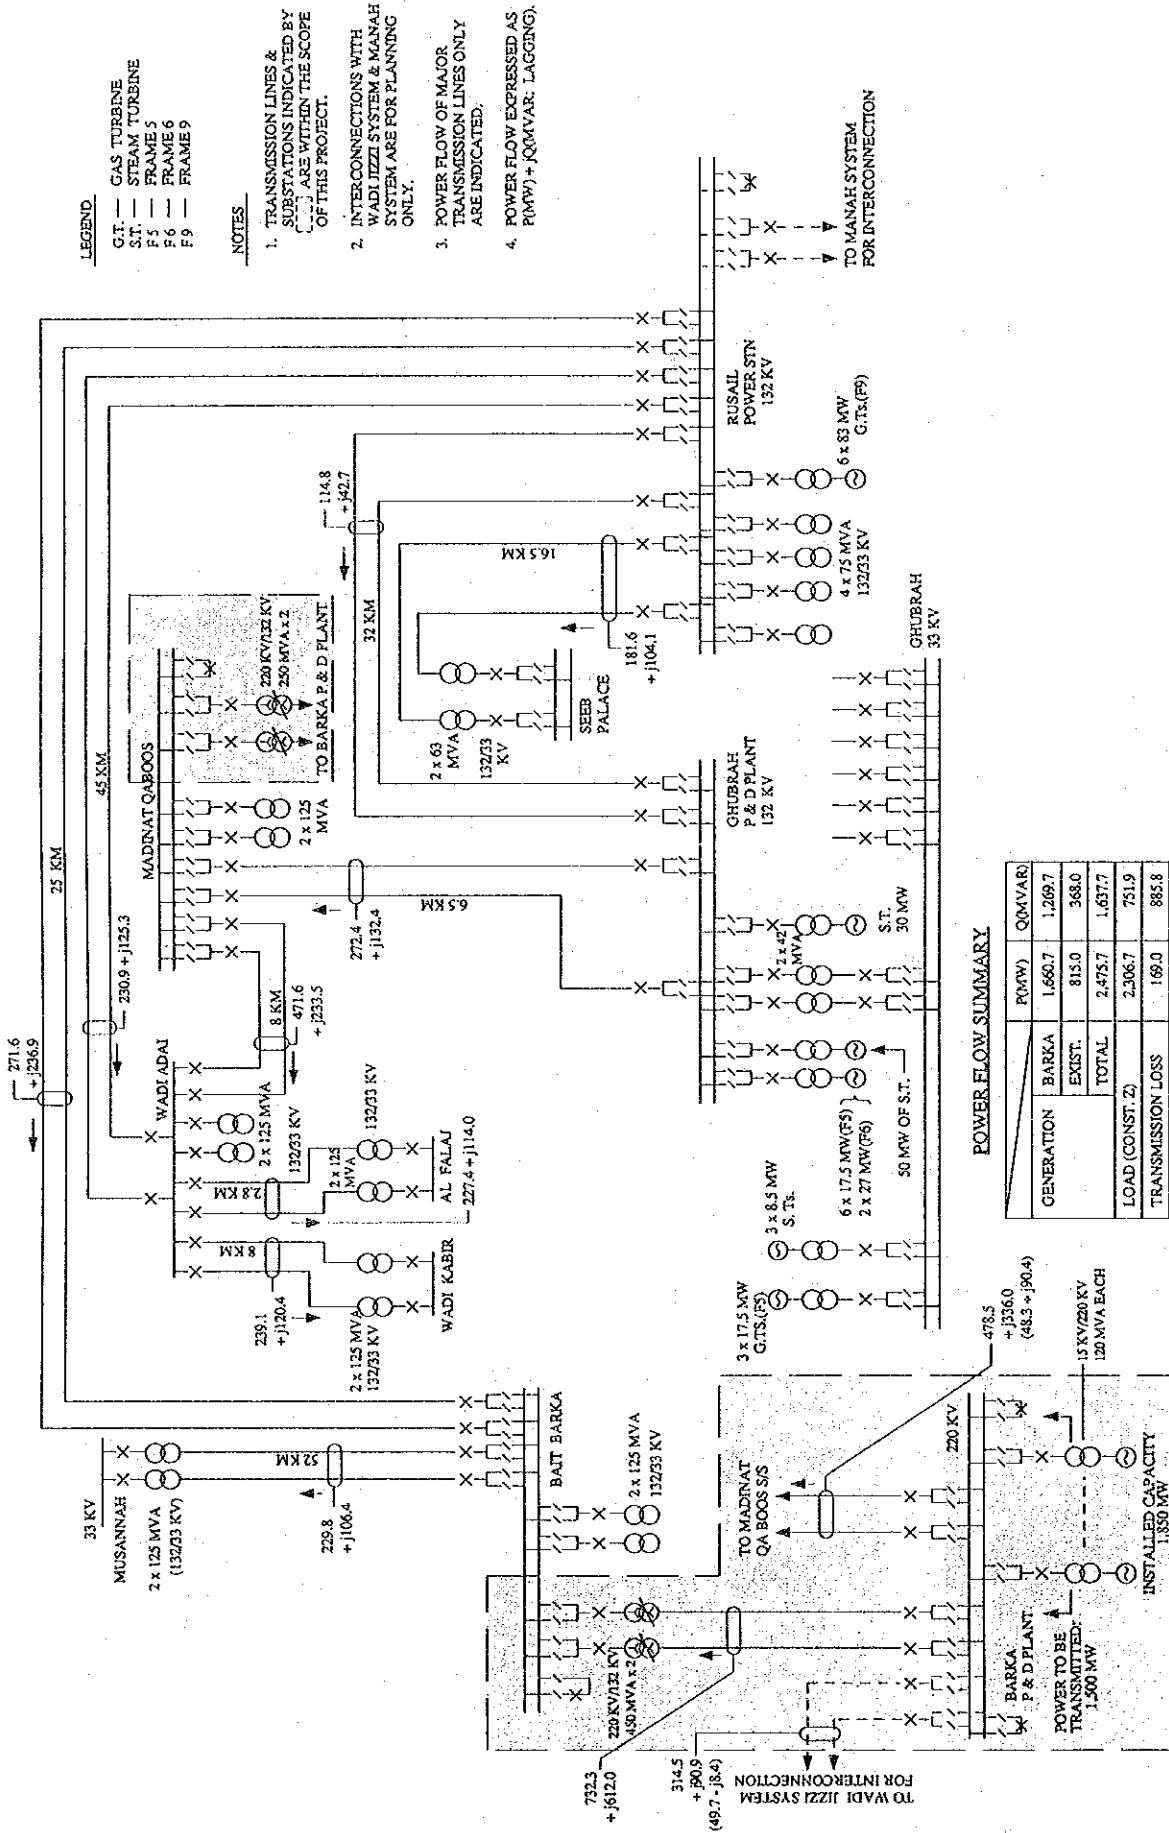 LEGEND
G.T. — GAS TURBINE
S.T. — STEAM TURBINE
F5 — FRAME 5
F6 — FRAME 6
F9 — FRAME 9
NOTES
1. TRANSMISSION LINES &
SUBSTATIONS INDICATED BY
ARE WITHIN THE SCOPE
OF THIS PROJECT.
2. INTERCONNECTIONS WITH
WADI JIZZI SYSTEM & MANAH
SYSTEM ARE FOR PLANNING
ONLY.
3. POWER FLOW OF MAJOR
TRANSMISSION LINES ONLY
ARE INDICATED.
4. POWER FLOW EXPRESSED AS
P(MW) + jQ(MVAR: LAGGING).
271.6
+ j236.9
25 KM
45 KM
230.9 + j125.3
MADINAT QABOOS
220 KV/132 KV
250 MVA x 2
TO BARKA P & D PLANT
2 x 125
MVA
114.8
+ j42.7
32 KM
16.5 KM
181.6
+ j104.1
2 x 63
MVA
132/33
KV
SEEB
PALACE
RUSAIL
POWER STN
132 KV
TO MANAH SYSTEM
FOR INTERCONNECTION
6 x 83 MW
G.Ts.(F9)
4 x 75 MVA
132/33 KV
WADI ADAI
8 KM
471.6
+ j233.5
272.4
+ j132.4
6.5 KM
2 x 125 MVA
132/33 KV
2.8 KM
2 x 125
MVA
132/33 KV
AL FALAJ
227.4 + j114.0
8 KM
239.1
+ j120.4
2 x 125 MVA
132/33 KV
WADI KABIR
GHUBRAH
P & D PLANT
132 KV
S.T.
30 MW
2 x 42
MVA
6 x 17.5 MW(F5)
2 x 27 MW(F6)
50 MW OF S.T.
GHUBRAH
33 KV
3 x 8.5 MW
S. Ts.
3 x 17.5 MW
G.TS.(F5)
33 KV
MUSANNAH
2 x 125 MVA
(132/33 KV)
52 KM
229.8
+ j106.4
BAIT BARKA
2 x 125 MVA
132/33 KV
220 KV/132 KV
450 MVA x 2
732.3
+ j612.0
314.5
+ j90.9
(49.7 - j8.4)
TO WADI JIZZI SYSTEM
FOR INTERCONNECTION
TO MADINAT
QA BOOS S/S
478.5
+ j336.0
(48.3 + j90.4)
220 KV
15 KV/220 KV
120 MVA EACH
BARKA
P & D PLANT
POWER TO BE
TRANSMITTED:
1,500 MW
INSTALLED CAPACITY
1,850 MW
POWER FLOW SUMMARY
P(MW) Q(MVAR)
GENERATION BARKA 1,660.7 1,269.7
EXIST. 815.0 368.0
TOTAL 2,475.7 1,637.7
LOAD (CONST. Z) 2,306.7 751.9
TRANSMISSION LOSS 169.0 885.8